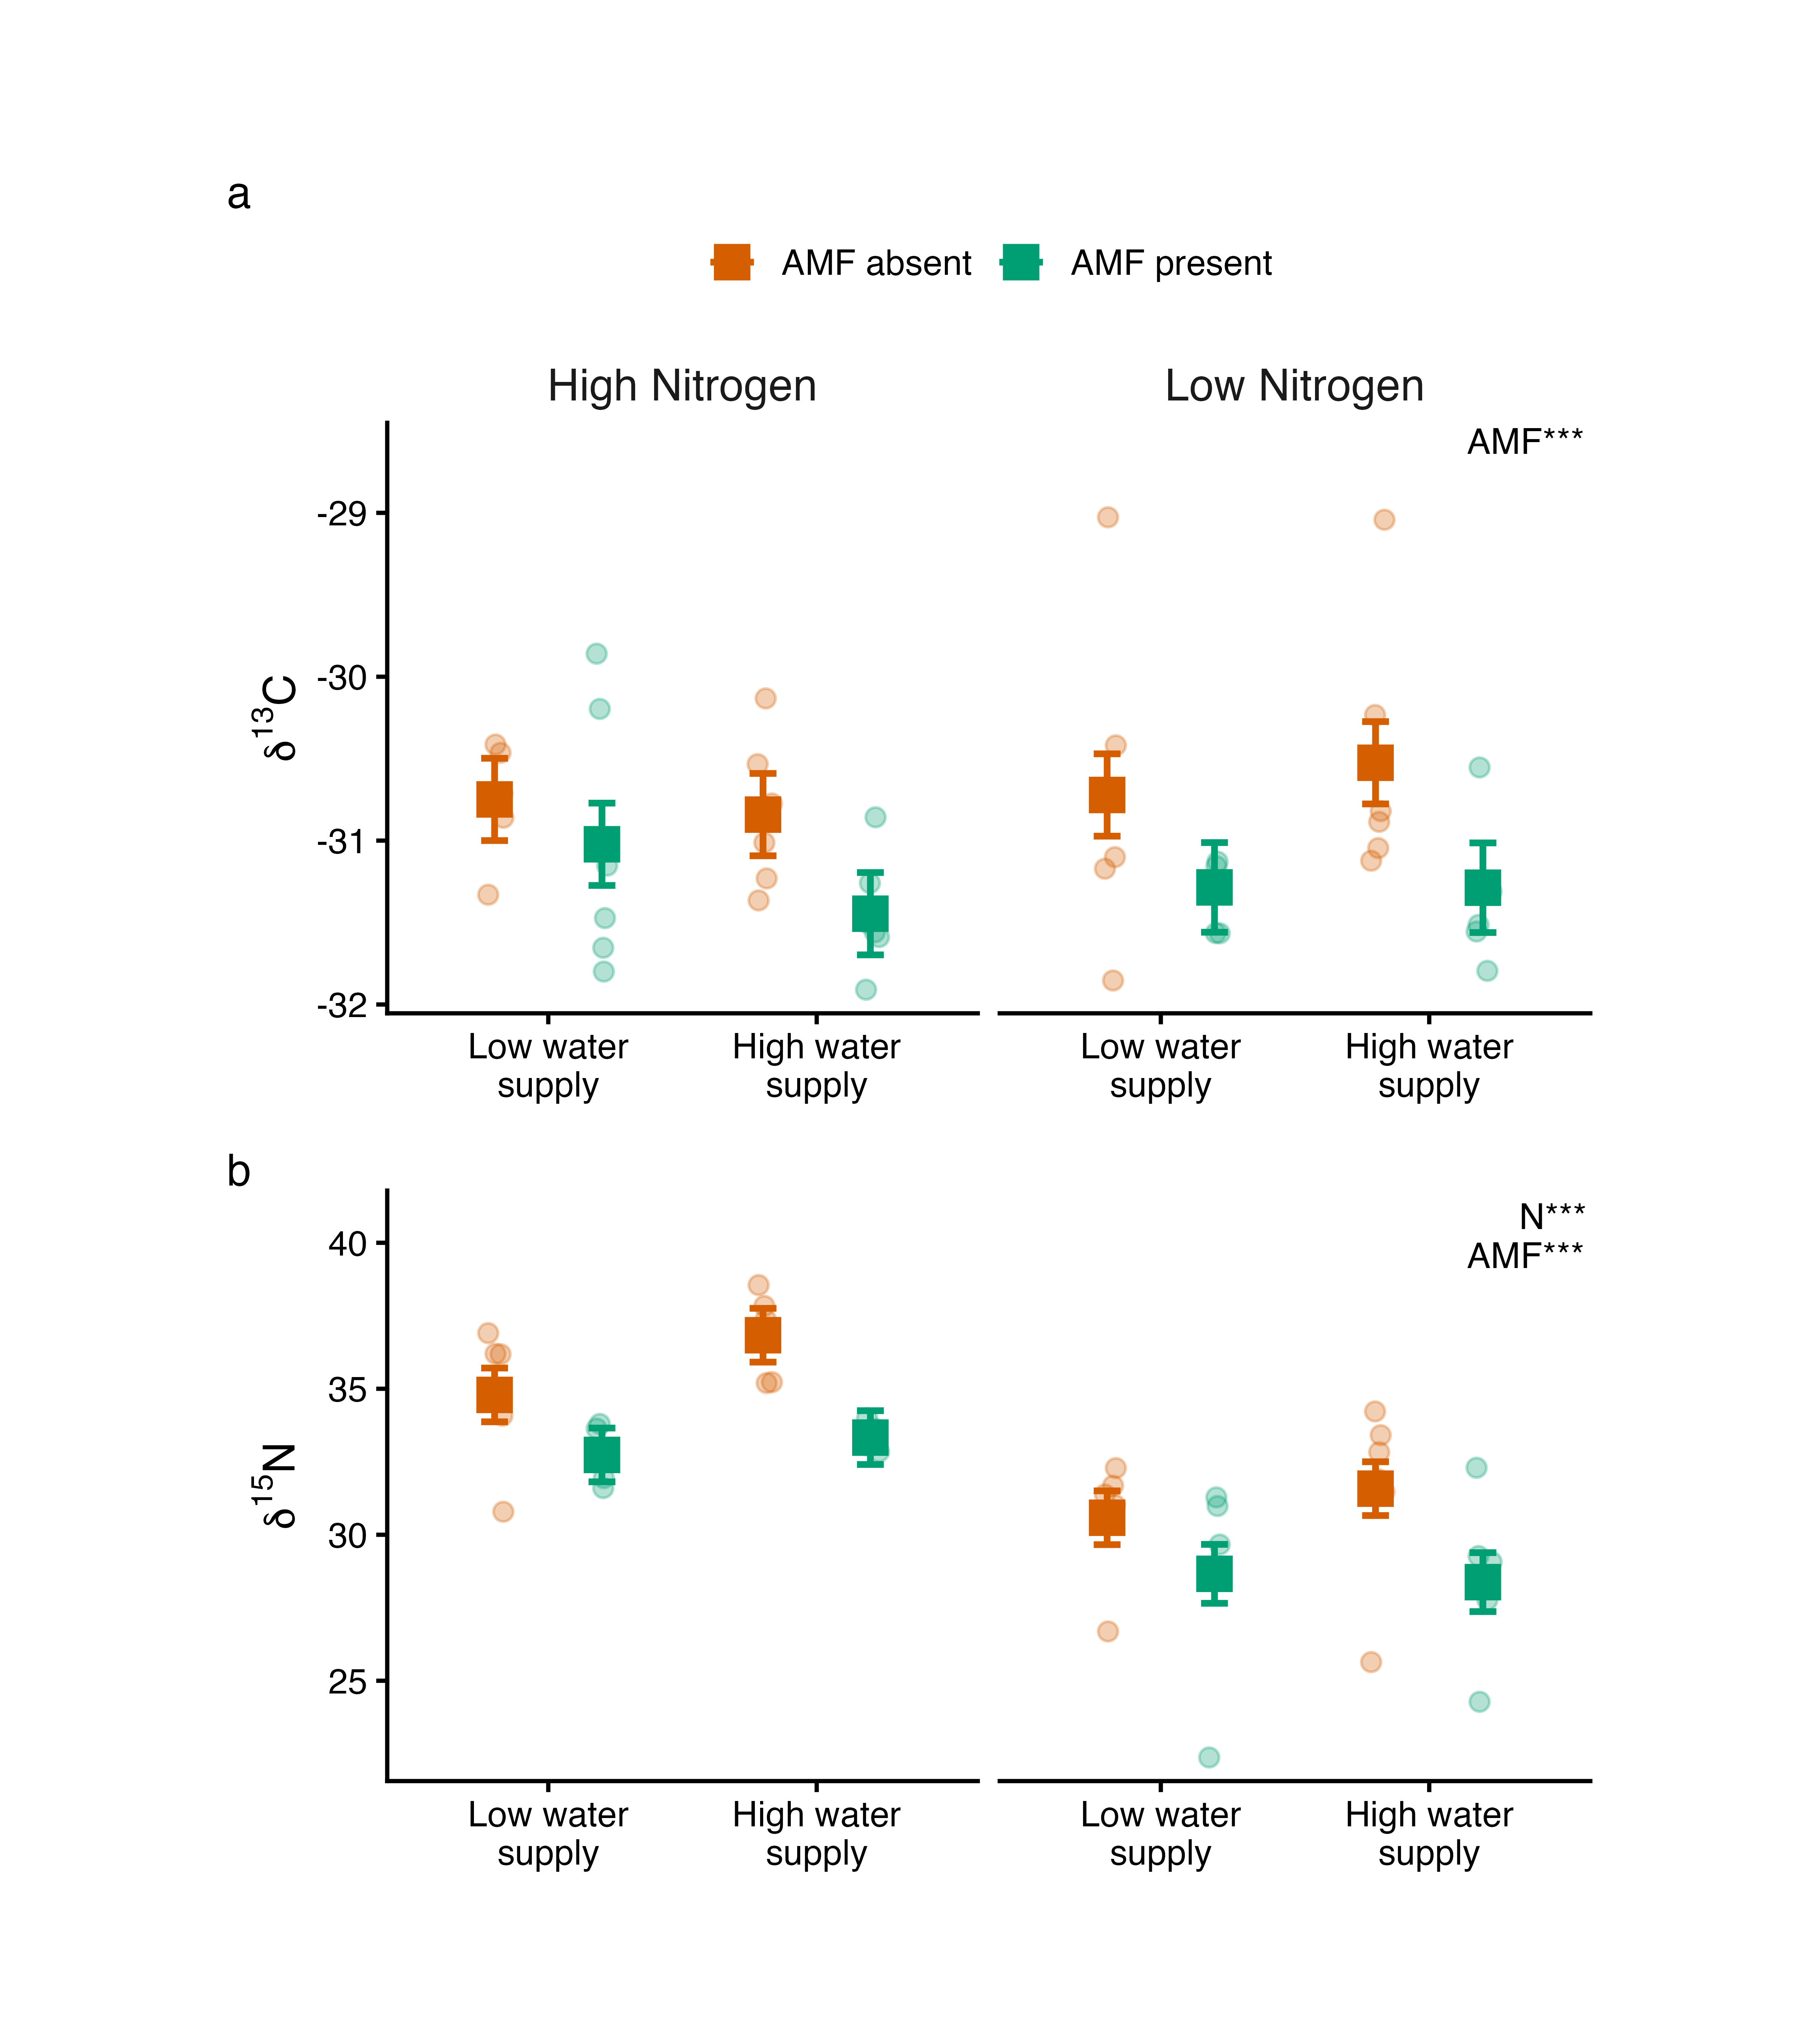 a
AMF absent AMF present
High Nitrogen Low Nitrogen
AMF***
-29
-30
-31
-32
δ¹³C
Low water supply High water supply Low water supply High water supply
b
N***
AMF***
40
35
30
25
δ¹⁵N
Low water supply High water supply Low water supply High water supply